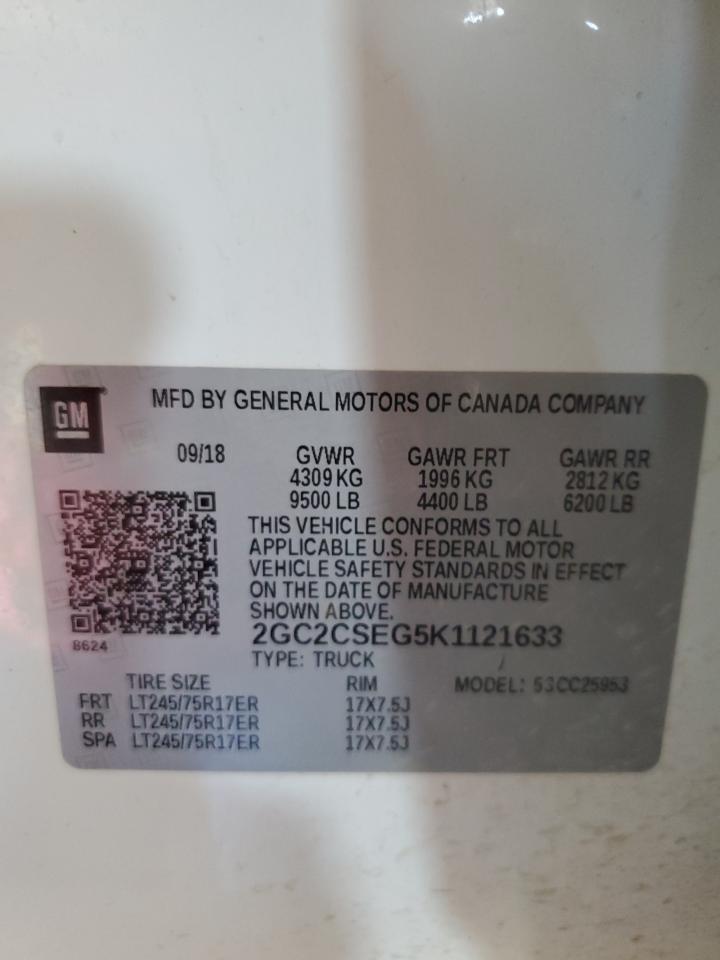 GM
MFD BY GENERAL MOTORS OF CANADA COMPANY
09/18 GVWR GAWR FRT GAWR RR
4309 KG 1996 KG 2812 KG
9500 LB 4400 LB 6200 LB
THIS VEHICLE CONFORMS TO ALL
APPLICABLE U.S. FEDERAL MOTOR
VEHICLE SAFETY STANDARDS IN EFFECT
ON THE DATE OF MANUFACTURE
SHOWN ABOVE.
8624
2GC2CSEG5K1121633
TYPE: TRUCK
TIRE SIZE RIM MODEL: 53CC25953
FRT LT245/75R17ER 17X7.5J
RR LT245/75R17ER 17X7.5J
SPA LT245/75R17ER 17X7.5J